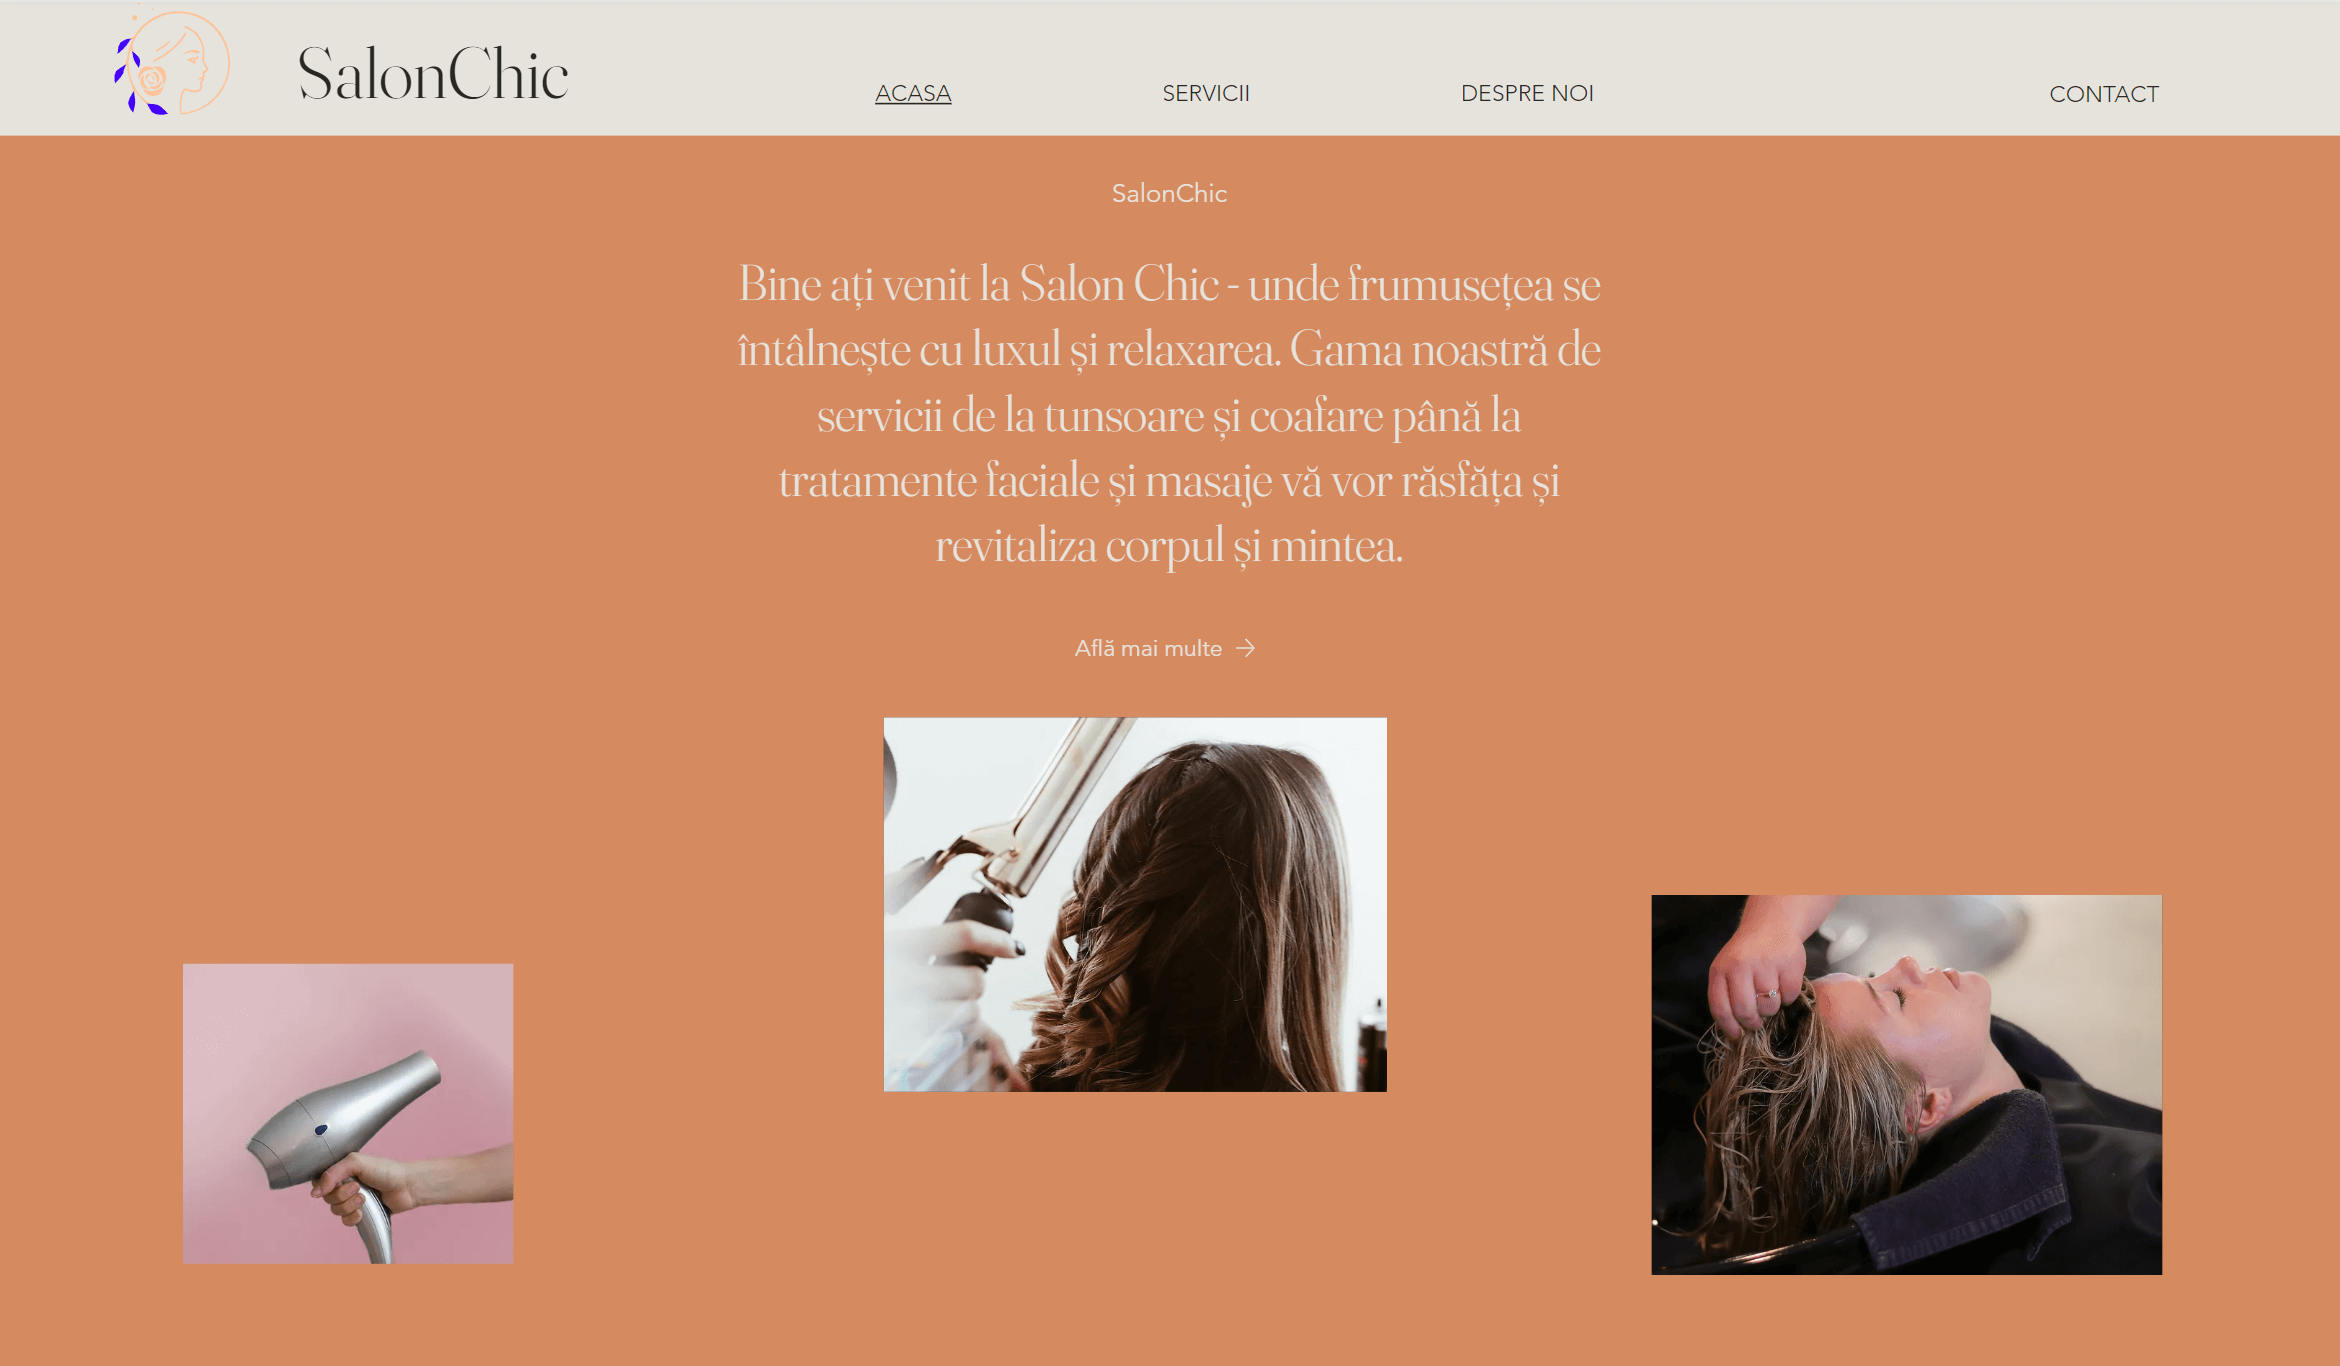 SalonChic
ACASA
SERVICII
DESPRE NOI
CONTACT
SalonChic
Bine ați venit la Salon Chic - unde frumusețea se
întâlnește cu luxul și relaxarea. Gama noastră de
servicii de la tunsoare și coafare până la
tratamente faciale și masaje vă vor răsfăța și
revitaliza corpul și mintea.
Află mai multe →